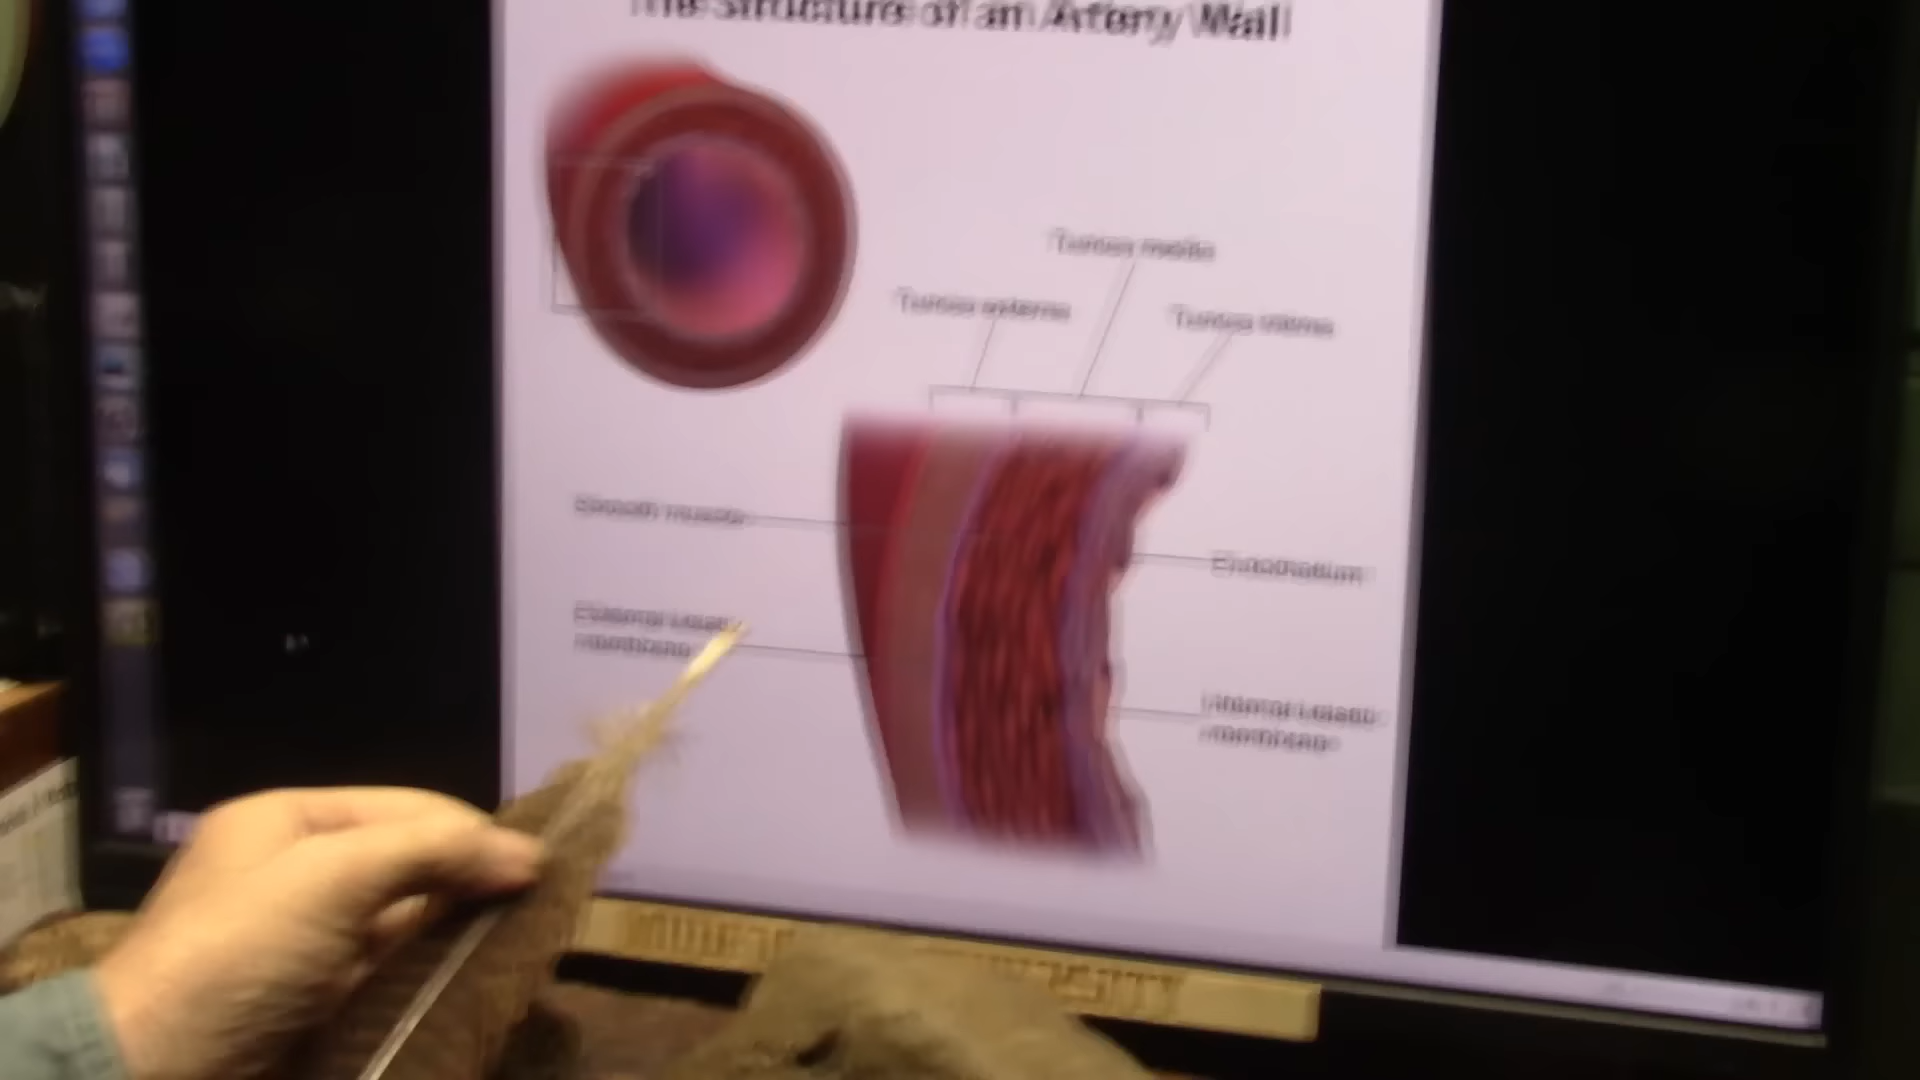 The Structure of an Artery Wall
Tunica media
Tunica externa
Tunica intima
Smooth muscle
Endothelium
External elastic
membrane
Internal elastic
membrane